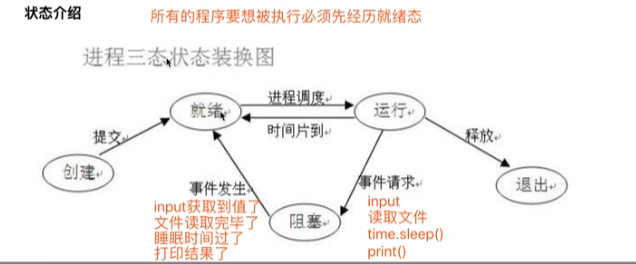 状态介绍
所有的程序要想被执行必须先经历就绪态
进程三态状态装换图
就绪
进程调度
运行
时间片到
提交
释放
创建
退出
事件发生
事件请求
input获取到值了
文件读取完毕了
睡眠时间过了
打印结果了
阻塞
input
读取文件
time.sleep()
print()